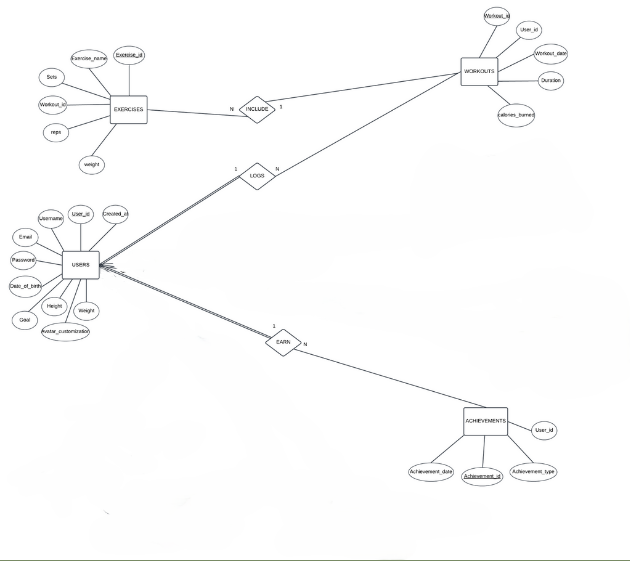 Workout_id
User_id
Exercise_name
Exercise_id
Workout_date
Sets
WORKOUTS
Duration
Workout_id
EXERCISES
N
INCLUDE
1
calories_burned
reps
weight
1
N
LOGS
Username
User_id
Created_at
Email
Password
USERS
Date_of_birth
Height
Weight
Goal
Avatar_customization
1
EARN
N
ACHIEVEMENTS
User_id
Achievement_date
Achievement_id
Achievement_type